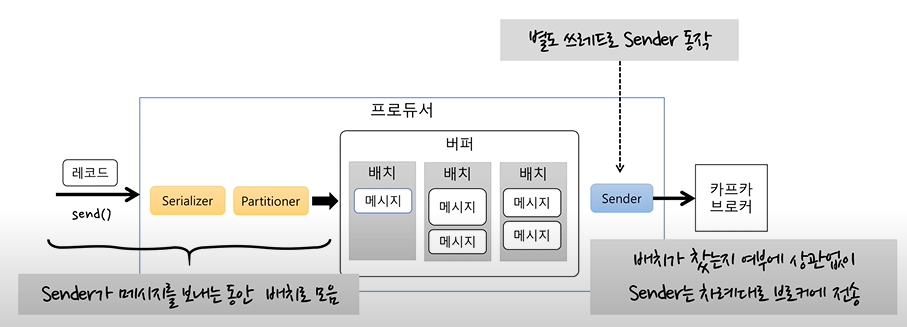 별도 쓰레드로 Sender 동작
프로듀서
버퍼
레코드
send()
Serializer
Partitioner
배치
메시지
배치
메시지
메시지
배치
메시지
메시지
Sender
카프카
브로커
Sender가 메시지를 보내는 동안 배치로 모음
배치가 찼는지 여부에 상관없이
Sender는 차례대로 브로커에 전송